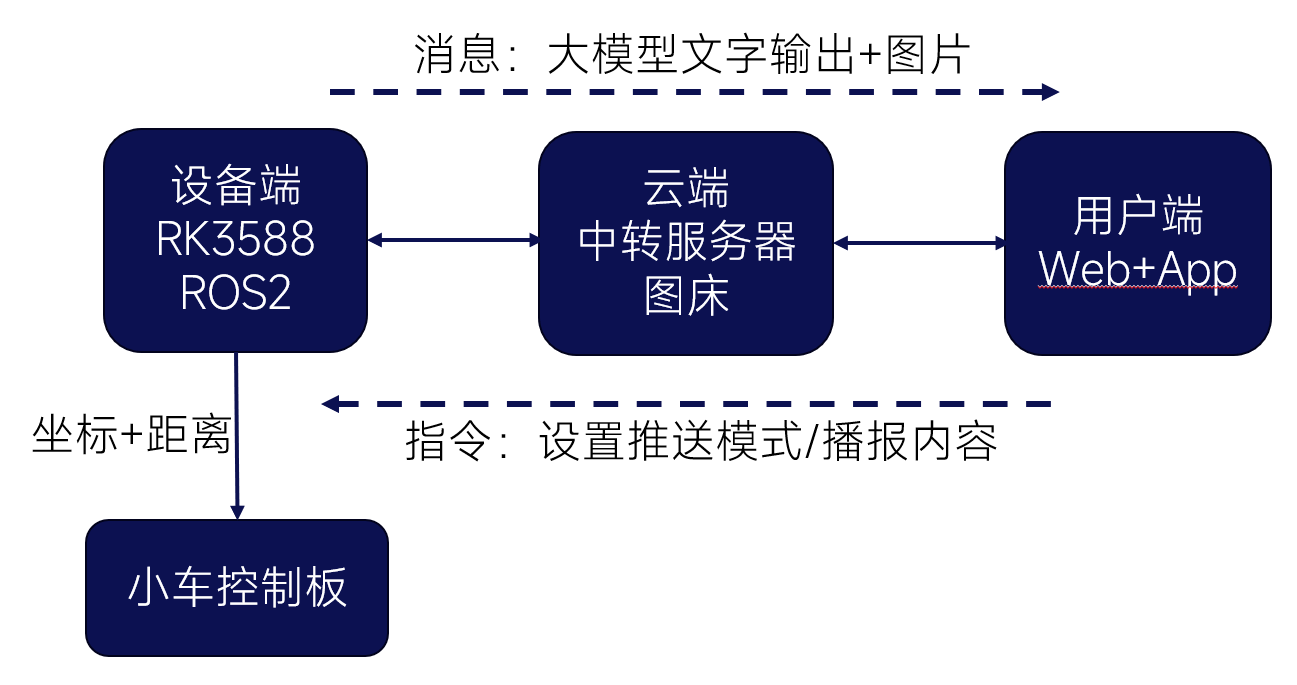 消息：大模型文字输出+图片
设备端
RK3588
ROS2
云端
中转服务器
图床
用户端
Web+App
坐标+距离
指令：设置推送模式/播报内容
小车控制板